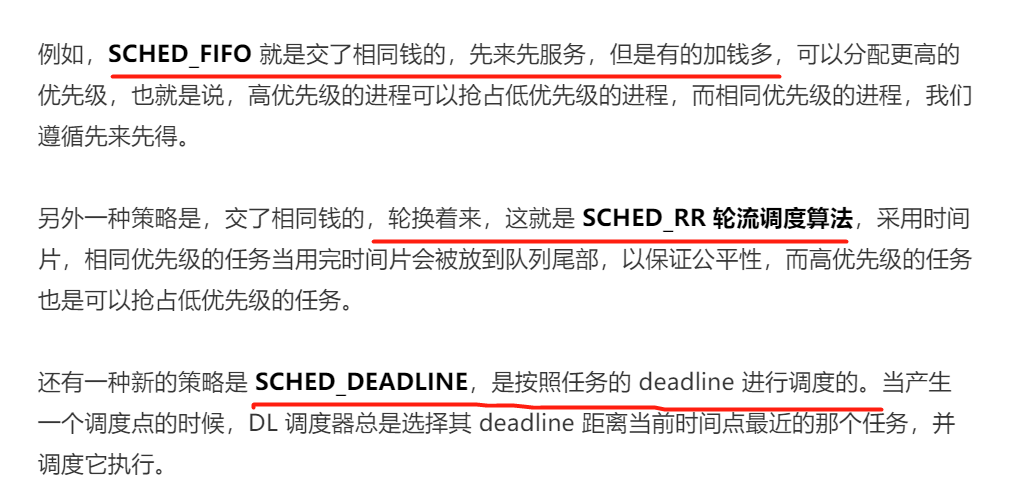 例如，SCHED_FIFO 就是交了相同钱的，先来先服务，但是有的加钱多，可以分配更高的
优先级，也就是说，高优先级的进程可以抢占低优先级的进程，而相同优先级的进程，我们
遵循先来先得。
另外一种策略是，交了相同钱的，轮换着来，这就是 SCHED_RR 轮流调度算法，采用时间
片，相同优先级的任务当用完时间片会被放到队列尾部，以保证公平性，而高优先级的任务
也是可以抢占低优先级的任务。
还有一种新的策略是 SCHED_DEADLINE，是按照任务的 deadline 进行调度的。当产生
一个调度点的时候，DL 调度器总是选择其 deadline 距离当前时间点最近的那个任务，并
调度它执行。